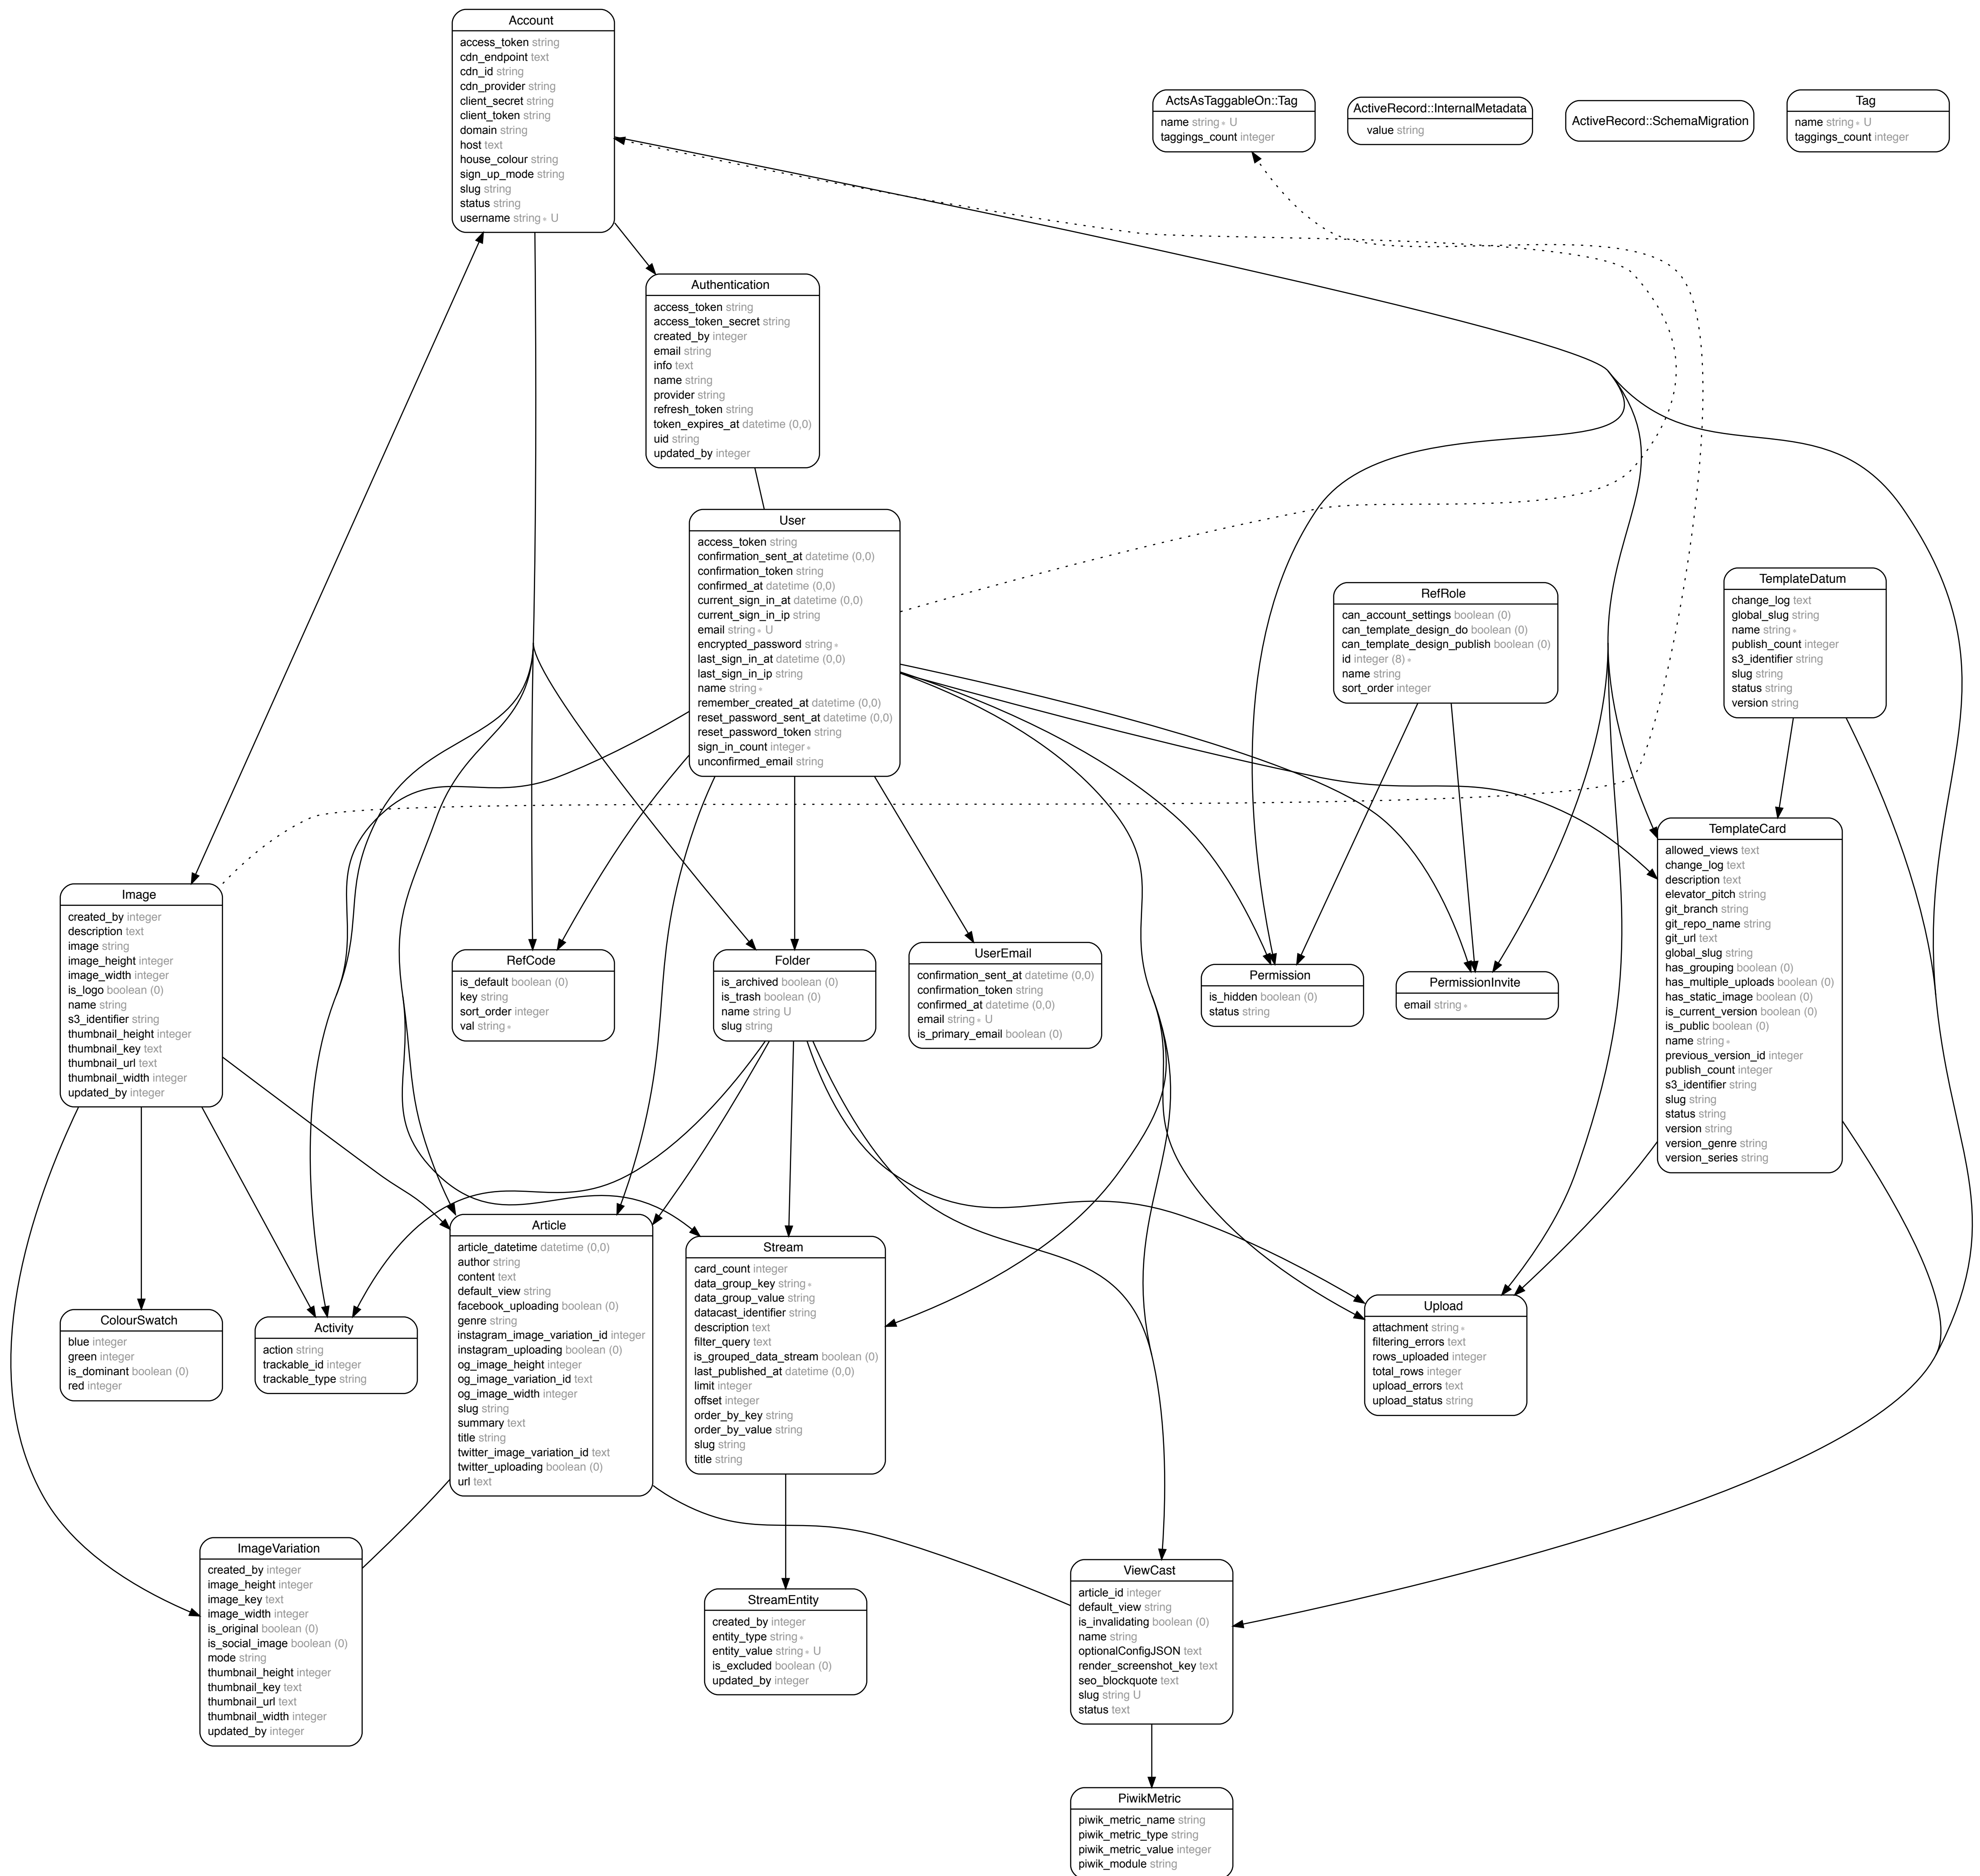 Account
access_token string
cdn_endpoint text
cdn_id string
cdn_provider string
client_secret string
client_token string
domain string
host text
house_colour string
sign_up_mode string
slug string
status string
username string * U
ActsAsTaggableOn::Tag
name string * U
taggings_count integer
ActiveRecord::InternalMetadata
value string
ActiveRecord::SchemaMigration
Tag
name string * U
taggings_count integer
Authentication
access_token string
access_token_secret string
created_by integer
email string
info text
name string
provider string
refresh_token string
token_expires_at datetime (0,0)
uid string
updated_by integer
User
access_token string
confirmation_sent_at datetime (0,0)
confirmation_token string
confirmed_at datetime (0,0)
current_sign_in_at datetime (0,0)
current_sign_in_ip string
email string * U
encrypted_password string *
last_sign_in_at datetime (0,0)
last_sign_in_ip string
name string *
remember_created_at datetime (0,0)
reset_password_sent_at datetime (0,0)
reset_password_token string
sign_in_count integer *
unconfirmed_email string
RefRole
can_account_settings boolean (0)
can_template_design_do boolean (0)
can_template_design_publish boolean (0)
id integer (8) *
name string
sort_order integer
TemplateDatum
change_log text
global_slug string
name string *
publish_count integer
s3_identifier string
slug string
status string
version string
TemplateCard
allowed_views text
change_log text
description text
elevator_pitch string
git_branch string
git_repo_name string
git_url text
global_slug string
has_grouping boolean (0)
has_multiple_uploads boolean (0)
has_static_image boolean (0)
is_current_version boolean (0)
is_public boolean (0)
name string *
previous_version_id integer
publish_count integer
s3_identifier string
slug string
status string
version string
version_genre string
version_series string
Image
created_by integer
description text
image string
image_height integer
image_width integer
is_logo boolean (0)
name string
s3_identifier string
thumbnail_height integer
thumbnail_key text
thumbnail_url text
thumbnail_width integer
updated_by integer
RefCode
is_default boolean (0)
key string
sort_order integer
val string *
Folder
is_archived boolean (0)
is_trash boolean (0)
name string U
slug string
UserEmail
confirmation_sent_at datetime (0,0)
confirmation_token string
confirmed_at datetime (0,0)
email string * U
is_primary_email boolean (0)
Permission
is_hidden boolean (0)
status string
PermissionInvite
email string *
ColourSwatch
blue integer
green integer
is_dominant boolean (0)
red integer
Activity
action string
trackable_id integer
trackable_type string
Article
article_datetime datetime (0,0)
author string
content text
default_view string
facebook_uploading boolean (0)
genre string
instagram_image_variation_id integer
instagram_uploading boolean (0)
og_image_height integer
og_image_variation_id text
og_image_width integer
slug string
summary text
title string
twitter_image_variation_id text
twitter_uploading boolean (0)
url text
Stream
card_count integer
data_group_key string *
data_group_value string
datacast_identifier string
description text
filter_query text
is_grouped_data_stream boolean (0)
last_published_at datetime (0,0)
limit integer
offset integer
order_by_key string
order_by_value string
slug string
title string
Upload
attachment string *
filtering_errors text
rows_uploaded integer
total_rows integer
upload_errors text
upload_status string
ImageVariation
created_by integer
image_height integer
image_key text
image_width integer
is_original boolean (0)
is_social_image boolean (0)
mode string
thumbnail_height integer
thumbnail_key text
thumbnail_url text
thumbnail_width integer
updated_by integer
StreamEntity
created_by integer
entity_type string *
entity_value string * U
is_excluded boolean (0)
updated_by integer
ViewCast
article_id integer
default_view string
is_invalidating boolean (0)
name string
optionalConfigJSON text
render_screenshot_key text
seo_blockquote text
slug string U
status text
PiwikMetric
piwik_metric_name string
piwik_metric_type string
piwik_metric_value integer
piwik_module string